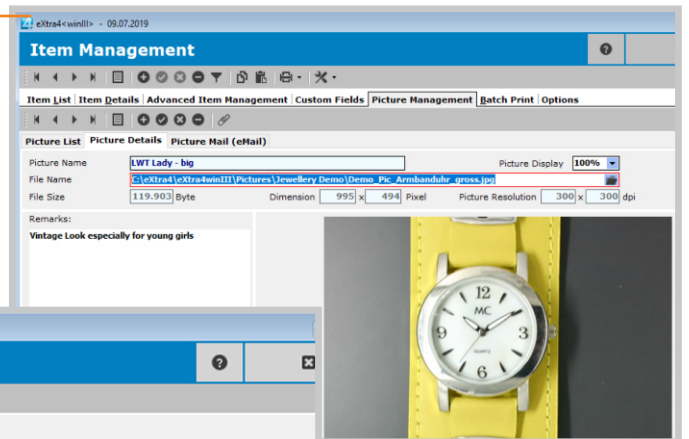 eXtra4<winIII> - 09.07.2019
Item Management
Item List Item Details Advanced Item Management Custom Fields Picture Management Batch Print Options
Picture List Picture Details Picture Mail (eMail)
Picture Name LWT Lady - big Picture Display 100%
File Name C:\eXtra4\eXtra4winIII\Pictures\Jewellery Demo\Demo_Pic_Armbanduhr_gross.jpg
File Size 119.903 Byte Dimension 995 x 494 Pixel Picture Resolution 300 x 300 dpi
Remarks:
Vintage Look especially for young girls
12
MC
9 3
QUARTZ
6